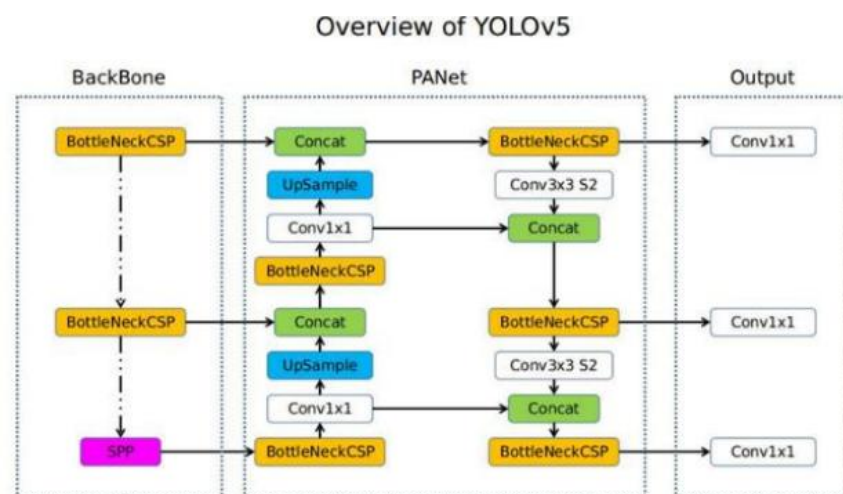 Overview of YOLOv5
BackBone
PANet
Output
BottleNeckCSP
BottleNeckCSP
SPP
Concat
UpSample
Conv1x1
BottleNeckCSP
Concat
UpSample
Conv1x1
BottleNeckCSP
BottleNeckCSP
Conv3x3 S2
Concat
BottleNeckCSP
Conv3x3 S2
Concat
BottleNeckCSP
Conv1x1
Conv1x1
Conv1x1